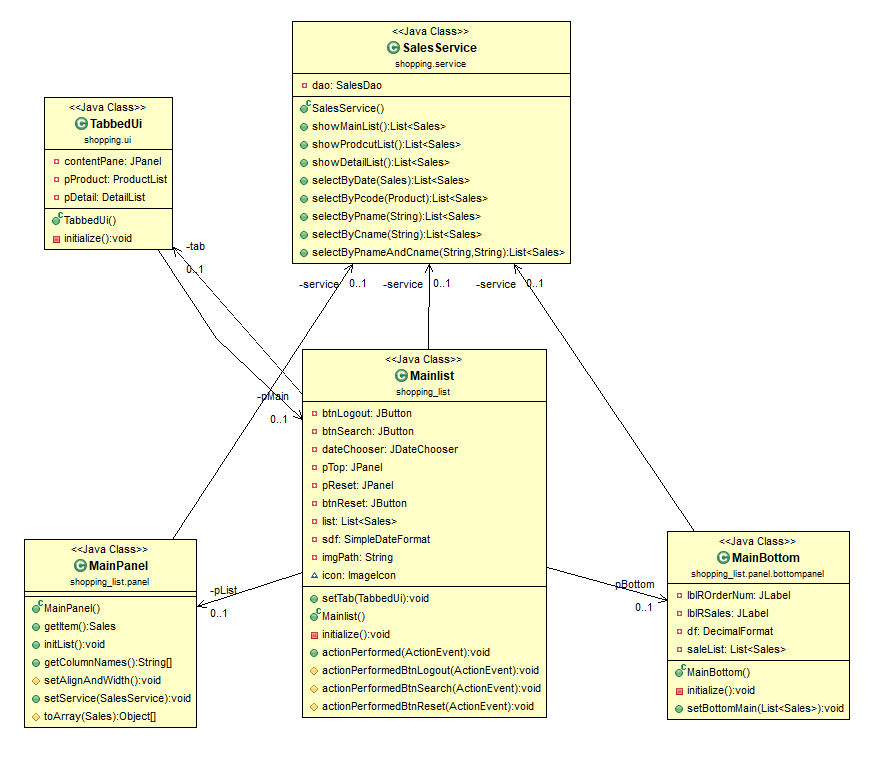 <<Java Class>>
SalesService
shopping.service
dao: SalesDao
SalesService()
showMainList():List<Sales>
showProdcutList():List<Sales>
showDetailList():List<Sales>
selectByDate(Sales):List<Sales>
selectByPcode(Product):List<Sales>
selectByPname(String):List<Sales>
selectByCname(String):List<Sales>
selectByPnameAndCname(String,String):List<Sales>
<<Java Class>>
TabbedUi
shopping.ui
contentPane: JPanel
pProduct: ProductList
pDetail: DetailList
TabbedUi()
initialize():void
-tab
0..1
-service 0..1
-service 0..1
-service 0..1
-pMain
0..1
<<Java Class>>
Mainlist
shopping_list
btnLogout: JButton
btnSearch: JButton
dateChooser: JDateChooser
pTop: JPanel
pReset: JPanel
btnReset: JButton
list: List<Sales>
sdf: SimpleDateFormat
imgPath: String
icon: ImageIcon
setTab(TabbedUi):void
Mainlist()
initialize():void
actionPerformed(ActionEvent):void
actionPerformedBtnLogout(ActionEvent):void
actionPerformedBtnSearch(ActionEvent):void
actionPerformedBtnReset(ActionEvent):void
-pList
0..1
pBottom
0..1
<<Java Class>>
MainPanel
shopping_list.panel
MainPanel()
getItem():Sales
initList():void
getColumnNames():String[]
setAlignAndWidth():void
setService(SalesService):void
toArray(Sales):Object[]
<<Java Class>>
MainBottom
shopping_list.panel.bottompanel
lblROrderNum: JLabel
lblRSales: JLabel
df: DecimalFormat
saleList: List<Sales>
MainBottom()
initialize():void
setBottomMain(List<Sales>):void